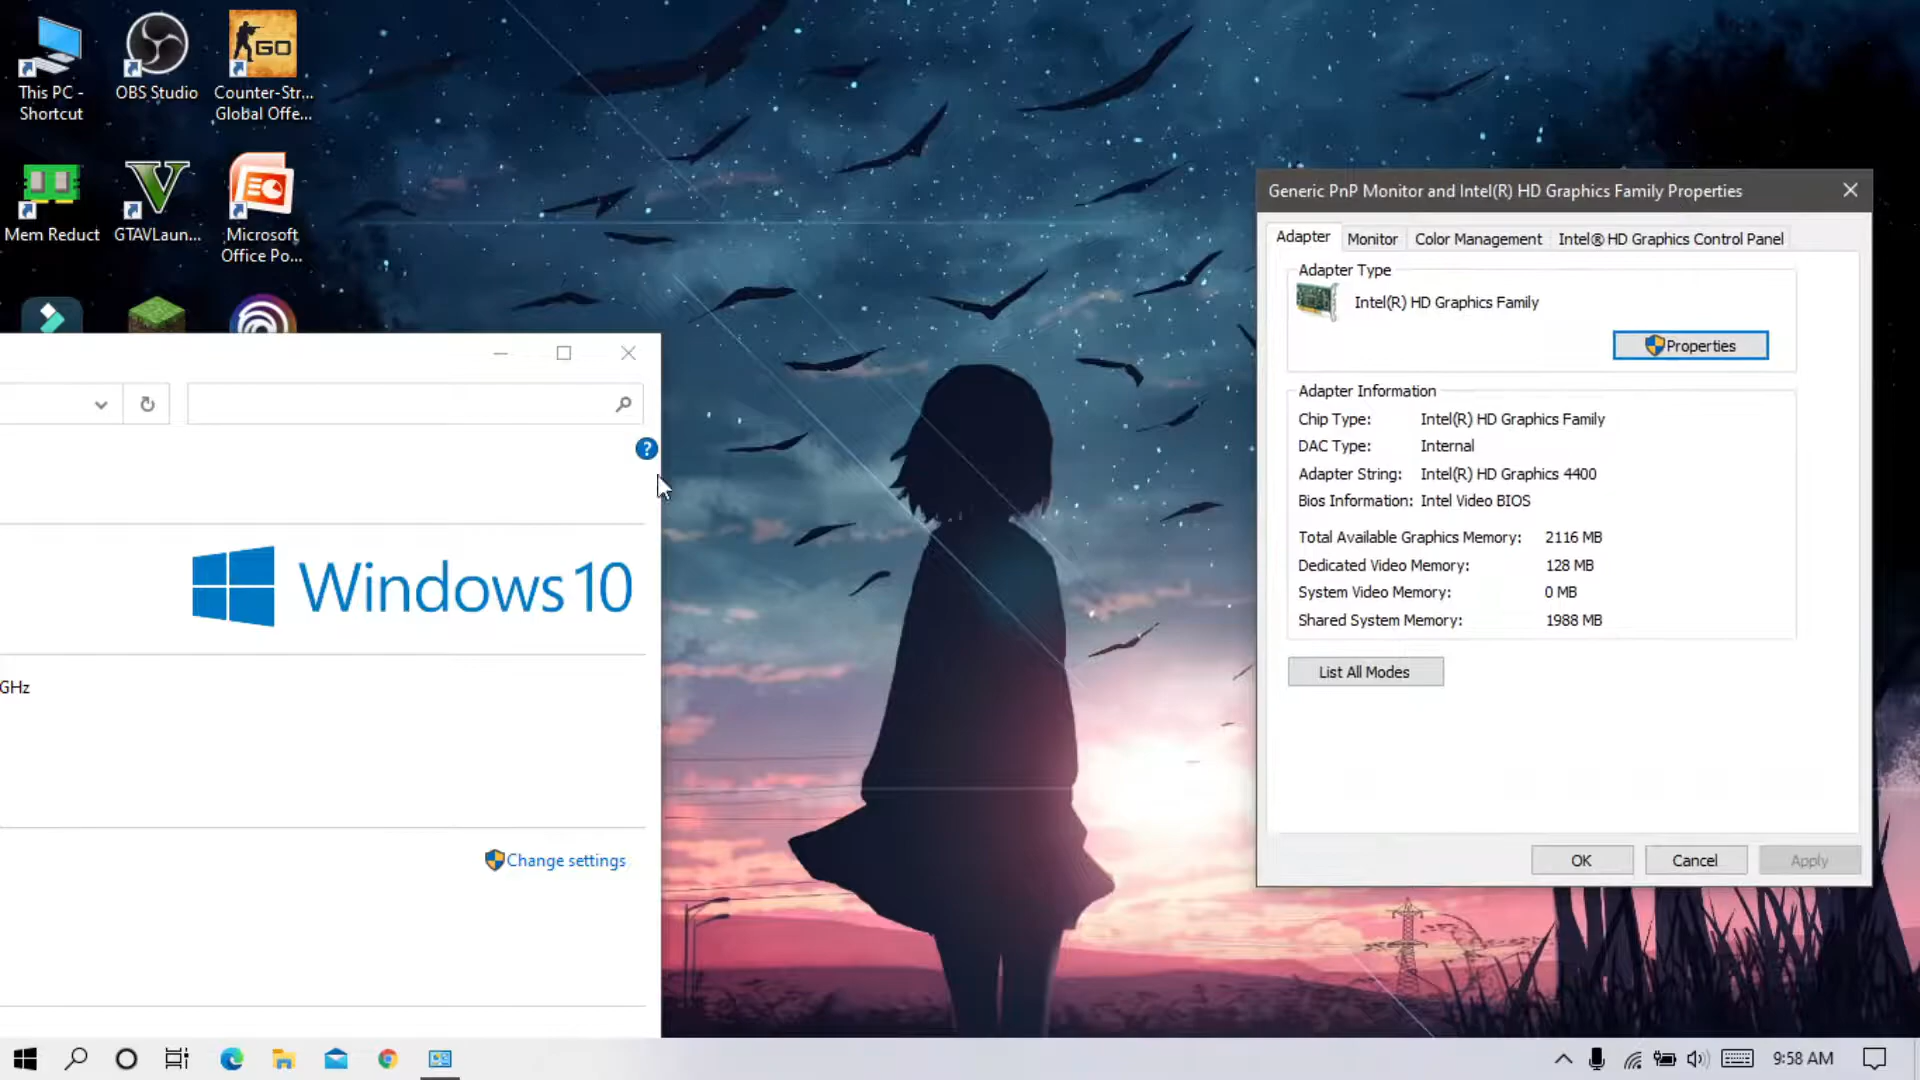 This PC -
Shortcut
OBS Studio
GO
Counter-Str...
Global Offe...
Mem Reduct
GTAVLaun...
Microsoft
Office Po...
Windows 10
GHz
Change settings
Generic PnP Monitor and Intel(R) HD Graphics Family Properties
Adapter Monitor Color Management Intel® HD Graphics Control Panel
Adapter Type
Intel(R) HD Graphics Family
Properties
Adapter Information
Chip Type: Intel(R) HD Graphics Family
DAC Type: Internal
Adapter String: Intel(R) HD Graphics 4400
Bios Information: Intel Video BIOS
Total Available Graphics Memory: 2116 MB
Dedicated Video Memory: 128 MB
System Video Memory: 0 MB
Shared System Memory: 1988 MB
List All Modes
OK Cancel Apply
9:58 AM